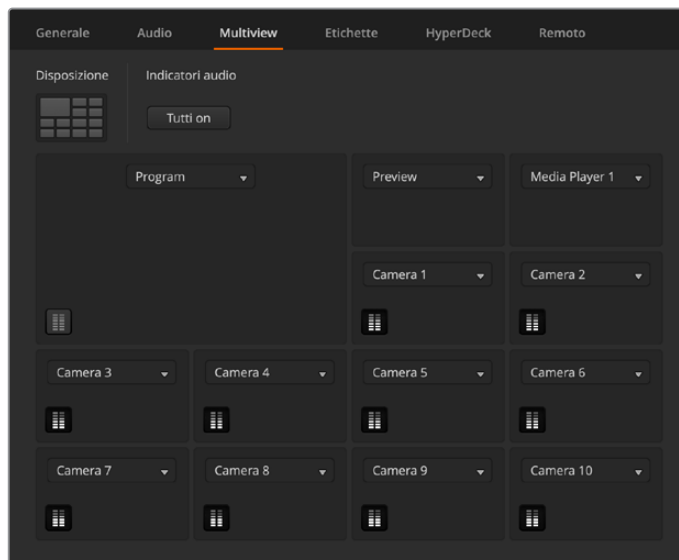 Generale Audio Multiview Etichette HyperDeck Remoto
Disposizione Indicatori audio
Tutti on
Program Preview Media Player 1
Camera 1 Camera 2
Camera 3 Camera 4 Camera 5 Camera 6
Camera 7 Camera 8 Camera 9 Camera 10